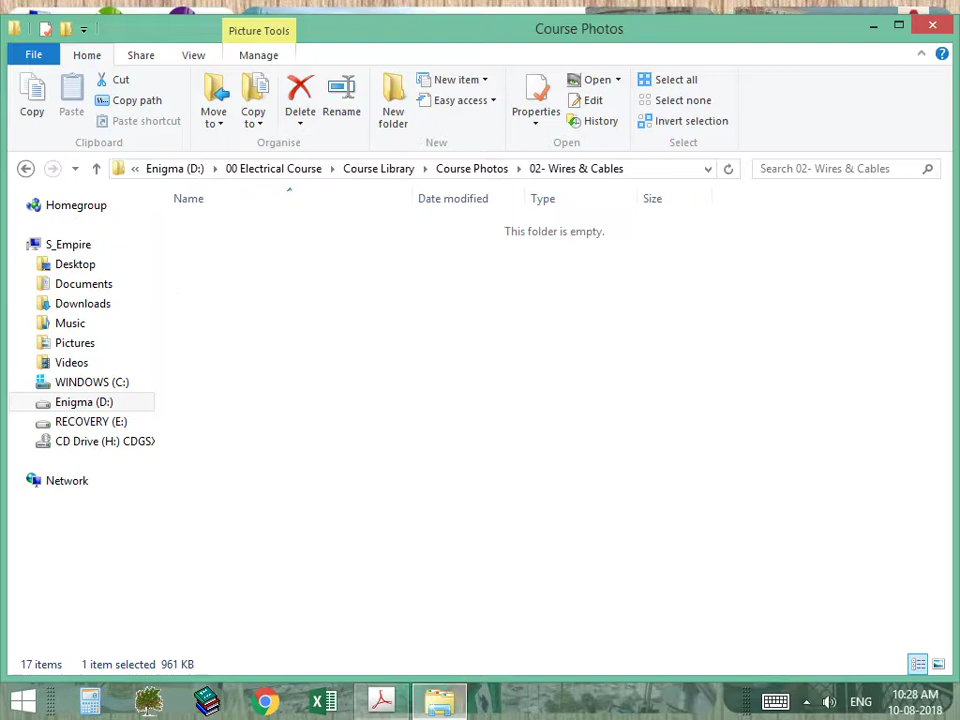 Picture Tools
Course Photos
File Home Share View Manage
Copy
Paste
Cut
Copy path
Paste shortcut
Clipboard
Move to
Copy to
Delete
Rename
Organise
New folder
New item
Easy access
New
Properties
Open
Edit
History
Open
Select all
Select none
Invert selection
Select
« Enigma (D:) 00 Electrical Course Course Library Course Photos 02- Wires & Cables
Search 02- Wires & Cables
Name Date modified Type Size
This folder is empty.
Homegroup
S_Empire
Desktop
Documents
Downloads
Music
Pictures
Videos
WINDOWS (C:)
Enigma (D:)
RECOVERY (E:)
CD Drive (H:) CDGS
Network
17 items 1 item selected 961 KB
ENG
10:28 AM
10-08-2018